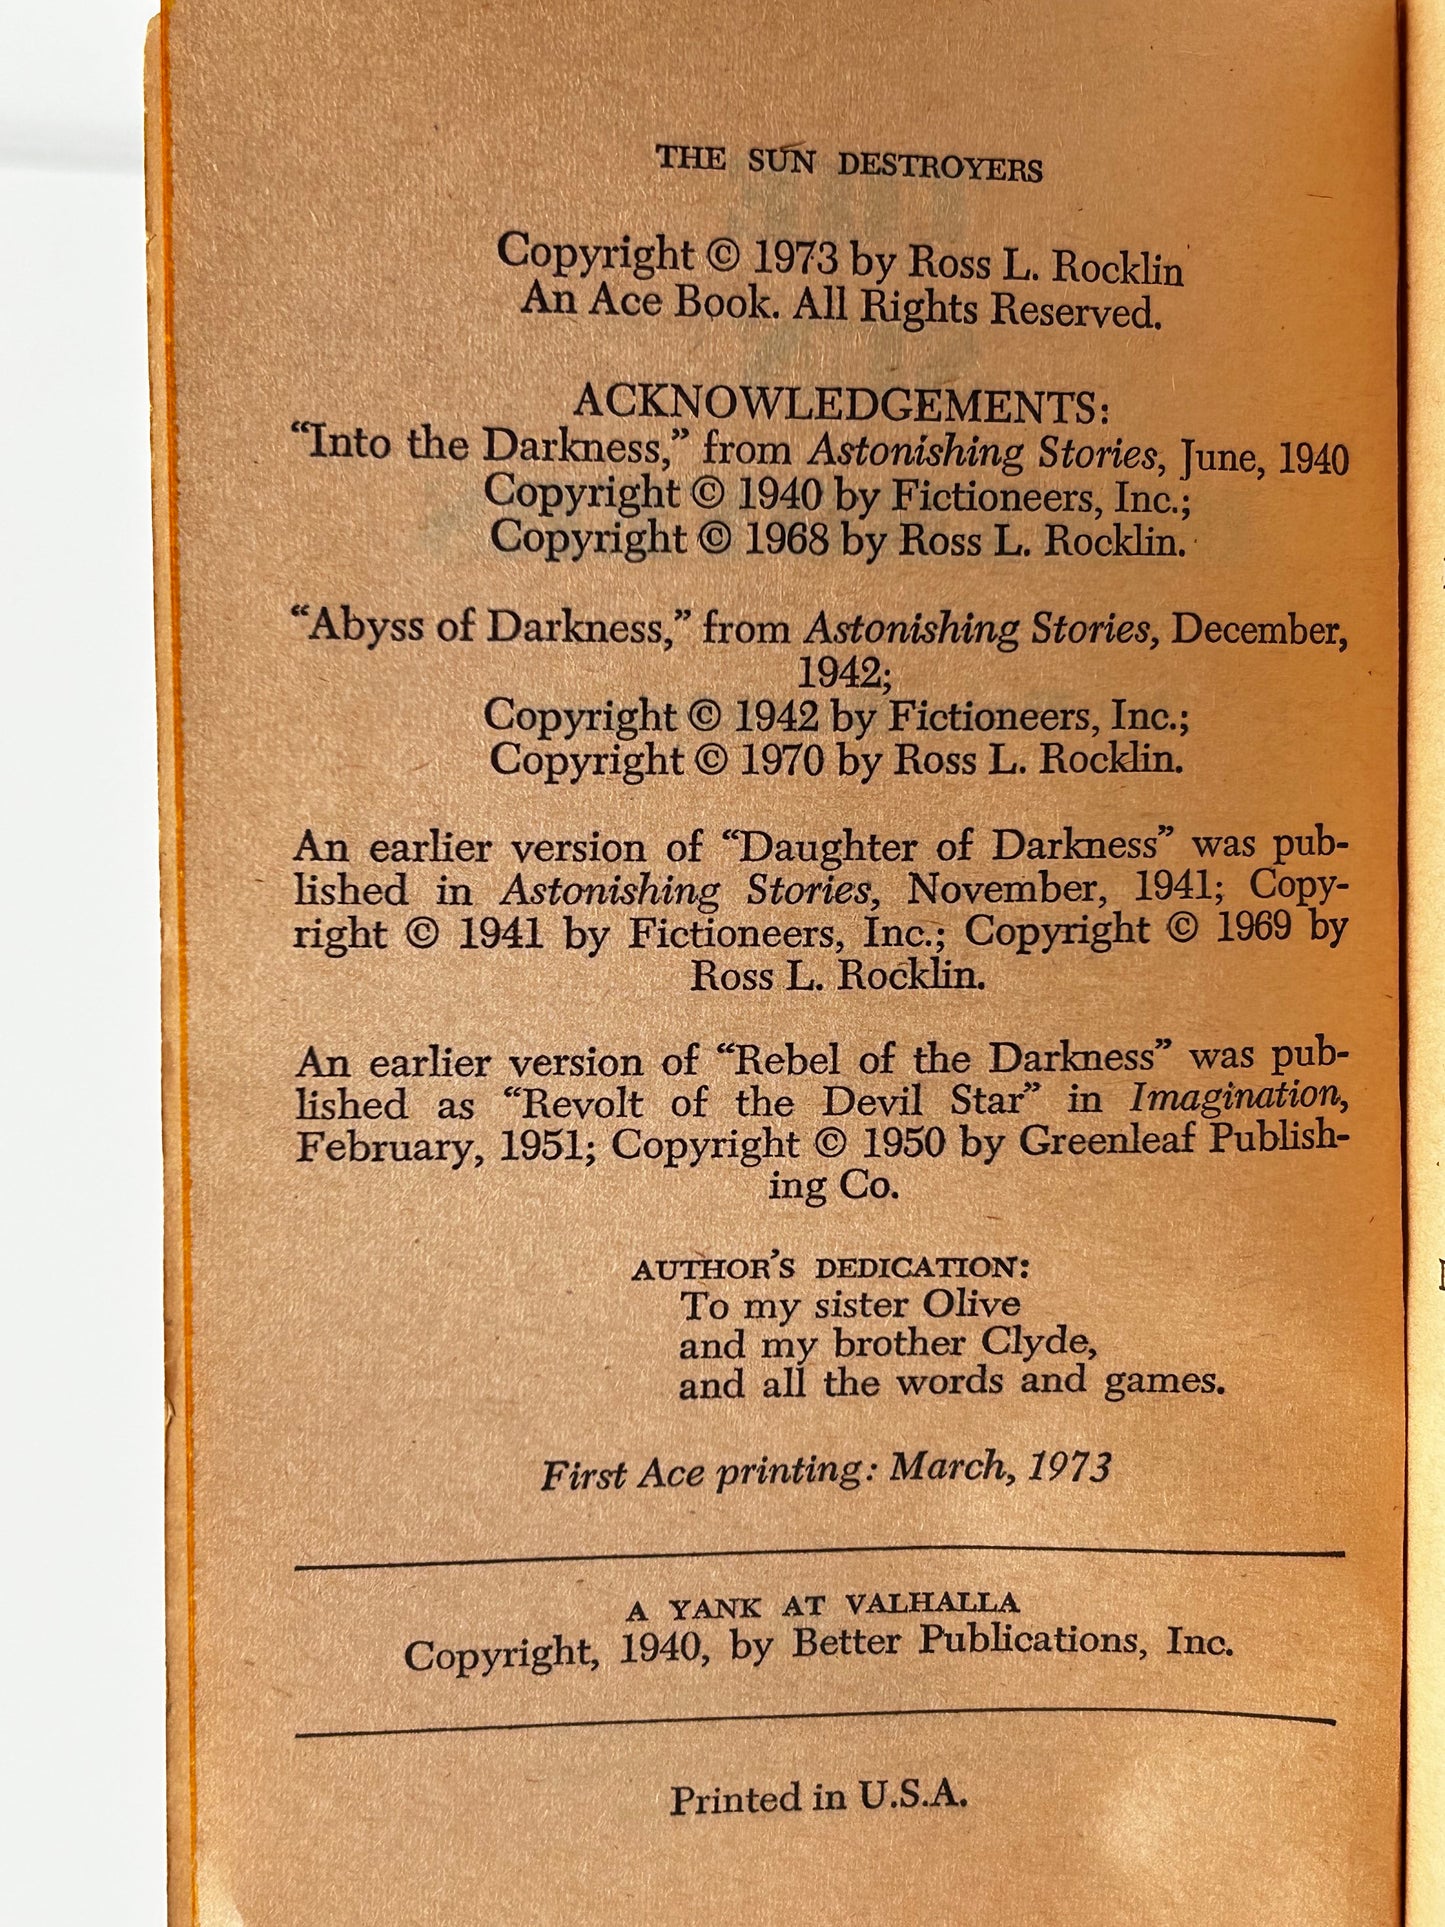 THE SUN DESTROYERS
Copyright © 1973 by Ross L. Rocklin
An Ace Book. All Rights Reserved.
ACKNOWLEDGEMENTS:
“Into the Darkness,” from Astonishing Stories, June, 1940
Copyright © 1940 by Fictioneers, Inc.;
Copyright © 1968 by Ross L. Rocklin.
“Abyss of Darkness,” from Astonishing Stories, December,
1942;
Copyright © 1942 by Fictioneers, Inc.;
Copyright © 1970 by Ross L. Rocklin.
An earlier version of “Daughter of Darkness” was pub-
lished in Astonishing Stories, November, 1941; Copy-
right © 1941 by Fictioneers, Inc.; Copyright © 1969 by
Ross L. Rocklin.
An earlier version of “Rebel of the Darkness” was pub-
lished as “Revolt of the Devil Star” in Imagination,
February, 1951; Copyright © 1950 by Greenleaf Publish-
ing Co.
AUTHOR’S DEDICATION:
To my sister Olive
and my brother Clyde,
and all the words and games.
First Ace printing: March, 1973
A YANK AT VALHALLA
Copyright, 1940, by Better Publications, Inc.
Printed in U.S.A.